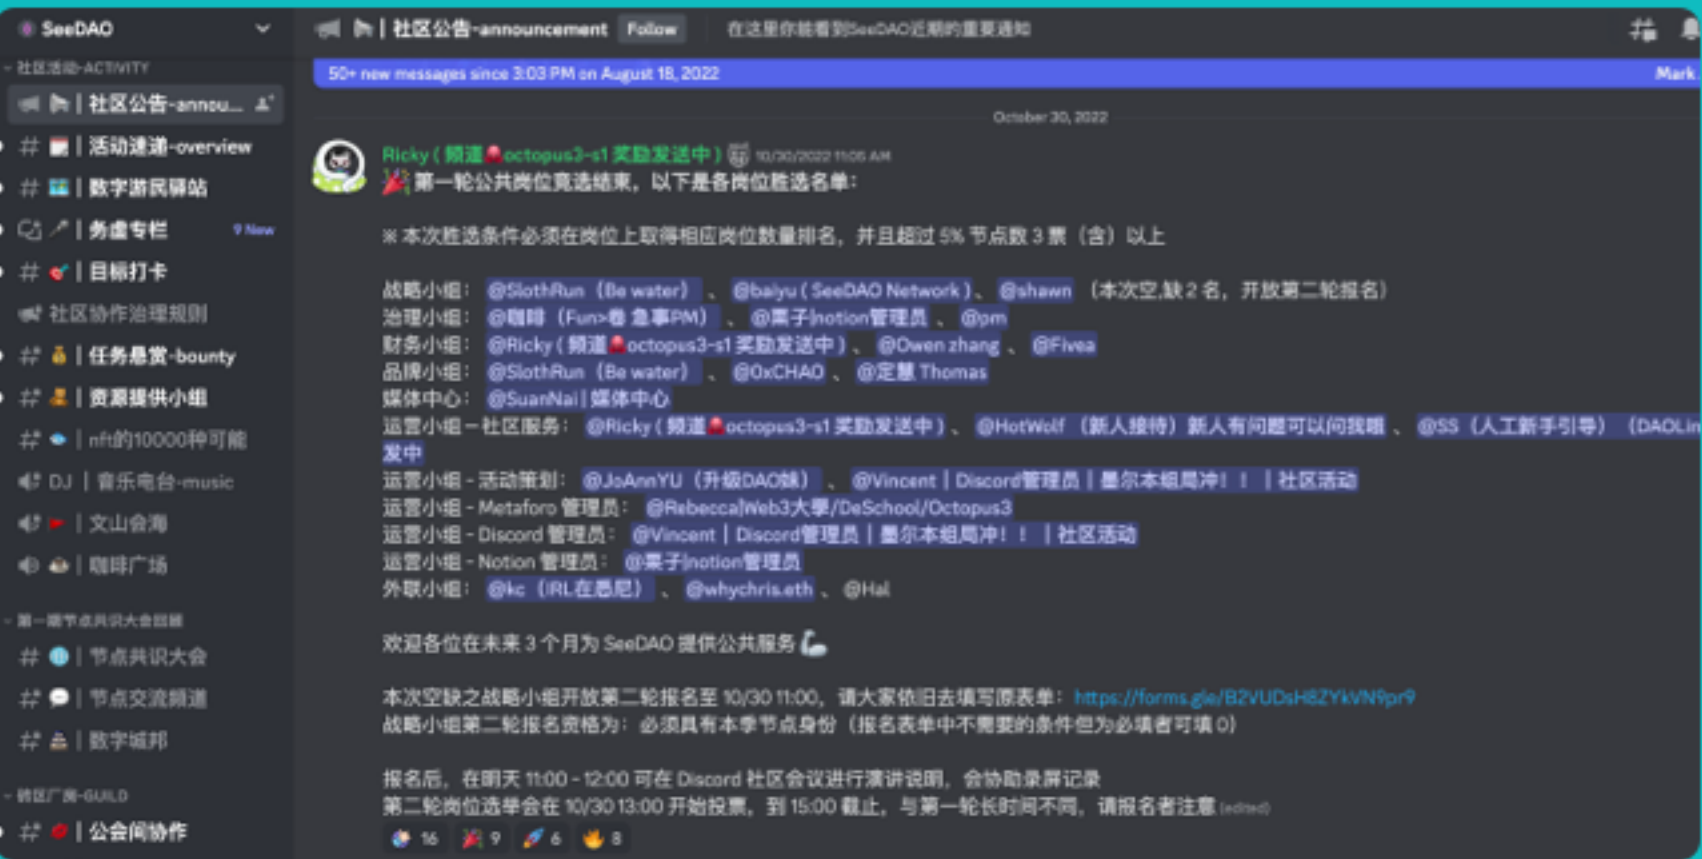 SeeDAO
社区活动-ACTIVITY
社区公告-annou...
# | 活动速递-overview
# | 数字游民驿站
| 务虚专栏 9 New
# | 目标打卡
社区协作治理规则
# | 任务悬赏-bounty
# | 资源提供小组
# | nft的10000种可能
DJ | 音乐电台-music
| 文山会海
| 咖啡广场
第一期节点共识大会回顾
# | 节点共识大会
# | 节点交流频道
# | 数字城邦
砖区厂房-GUILD
# | 公会间协作
| 社区公告-announcement Follow 在这里你能看到SeeDAO近期的重要通知
50+ new messages since 3:03 PM on August 18, 2022 Mark
October 30, 2022
Ricky ( 频道🚨octopus3-s1 奖励发送中 ) 10/30/2022 11:05 AM
🎉 第一轮公共岗位竞选结束，以下是各岗位胜选名单：
※ 本次胜选条件必须在岗位上取得相应岗位数量排名，并且超过 5% 节点数 3 票（含）以上
战略小组： @SlothRun（Be water） 、 @baiyu ( SeeDAO Network ) 、 @shawn （本次空,缺 2 名，开放第二轮报名）
治理小组： @咖啡（Fun>卷 急事PM） 、 @栗子|notion管理员 、 @pm
财务小组： @Ricky ( 频道🚨octopus3-s1 奖励发送中 ) 、 @Owen zhang 、 @Fivea
品牌小组： @SlothRun（Be water） 、 @0xCHAO 、 @定慧 Thomas
媒体中心： @SuanNai | 媒体中心
运营小组－社区服务： @Ricky ( 频道🚨octopus3-s1 奖励发送中 ) 、 @HotWolf （新人接待）新人有问题可以问我哦 、 @SS（人工新手引导）（DAOLin
发中
运营小组 - 活动策划： @JoAnnYU（升级DAO妹） 、 @Vincent | Discord管理员 | 墨尔本组局冲！！ | 社区活动
运营小组 - Metaforo 管理员： @Rebecca|Web3大學/DeSchool/Octopus3
运营小组 - Discord 管理员： @Vincent | Discord管理员 | 墨尔本组局冲！！ | 社区活动
运营小组 - Notion 管理员： @栗子|notion管理员
外联小组： @kc（IRL在悉尼） 、 @whychris.eth 、 @Hal
欢迎各位在未来 3 个月为 SeeDAO 提供公共服务 💪
本次空缺之战略小组开放第二轮报名至 10/30 11:00，请大家依旧去填写原表单：https://forms.gle/B2VUDsH8ZYkVN9pr9
战略小组第二轮报名资格为：必须具有本季节点身份（报名表单中不需要的条件但为必填者可填 0）
报名后，在明天 11:00 - 12:00 可在 Discord 社区会议进行演讲说明，会协助录屏记录
第二轮岗位选举会在 10/30 13:00 开始投票，到 15:00 截止，与第一轮长时间不同，请报名者注意 (edited)
16 🎉 9 🚀 6 🔥 8